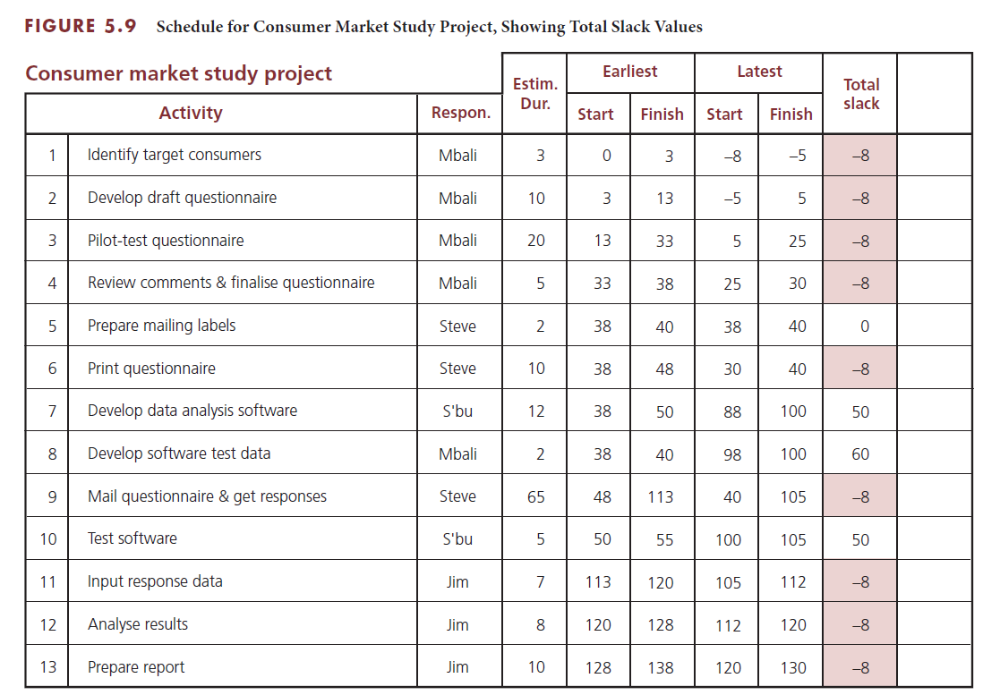 FIGURE 5.9 Schedule for Consumer Market Study Project, Showing Total Slack Values
Consumer market study project Estim. Dur. Earliest Latest Total slack
Activity Respon. Start Finish Start Finish
1 Identify target consumers Mbali 3 0 3 –8 –5 –8
2 Develop draft questionnaire Mbali 10 3 13 –5 5 –8
3 Pilot-test questionnaire Mbali 20 13 33 5 25 –8
4 Review comments & finalise questionnaire Mbali 5 33 38 25 30 –8
5 Prepare mailing labels Steve 2 38 40 38 40 0
6 Print questionnaire Steve 10 38 48 30 40 –8
7 Develop data analysis software S'bu 12 38 50 88 100 50
8 Develop software test data Mbali 2 38 40 98 100 60
9 Mail questionnaire & get responses Steve 65 48 113 40 105 –8
10 Test software S'bu 5 50 55 100 105 50
11 Input response data Jim 7 113 120 105 112 –8
12 Analyse results Jim 8 120 128 112 120 –8
13 Prepare report Jim 10 128 138 120 130 –8